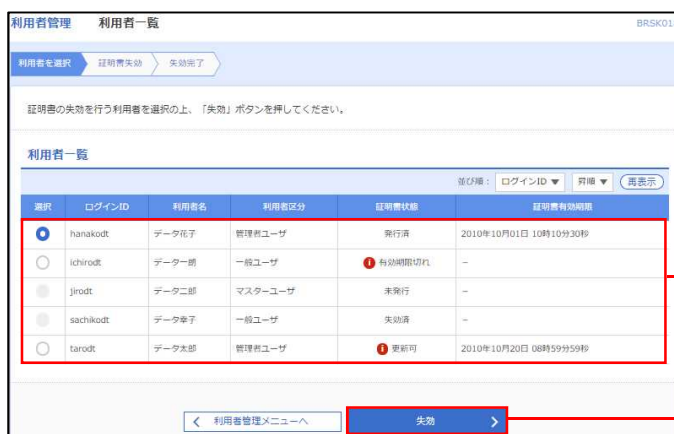 利用者管理 利用者一覧 BRSK01
利用者を選択 証明書失効 失効完了
証明書の失効を行う利用者を選択の上、「失効」ボタンを押してください。
利用者一覧
並び順： ログインID ▼ 昇順 ▼ 再表示
選択 ログインID 利用者名 利用者区分 証明書状態 証明書有効期限
hanakodt データ花子 管理者ユーザ 発行済 2010年10月01日 10時10分30秒
ichirodt データ一朗 一般ユーザ 有効期限切れ －
jirodt データ二郎 マスターユーザ 未発行 －
sachikodt データ幸子 一般ユーザ 失効済 －
tarodt データ太郎 管理者ユーザ 更新可 2010年10月20日 08時59分59秒
利用者管理メニューへ 失効